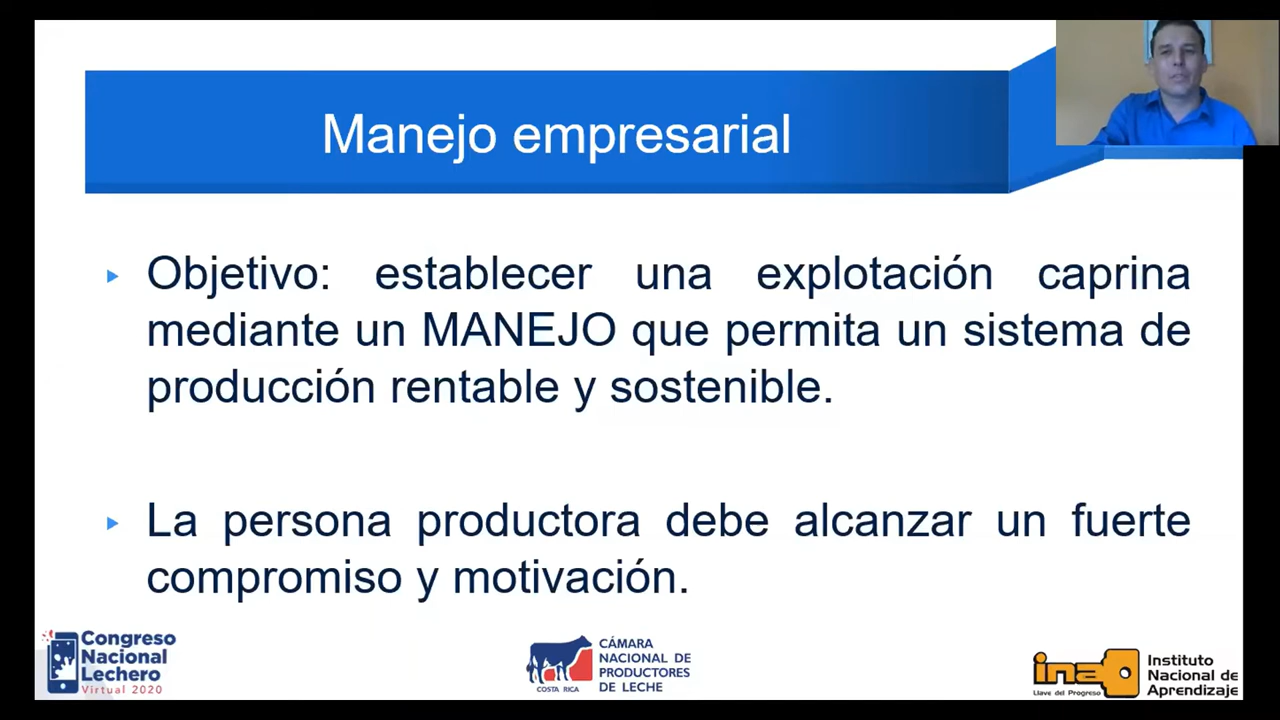 Manejo empresarial
Objetivo: establecer una explotación caprina
mediante un MANEJO que permita un sistema de
producción rentable y sostenible.
La persona productora debe alcanzar un fuerte
compromiso y motivación.
Congreso
Nacional
Lechero
Virtual 2020
CÁMARA
NACIONAL DE
PRODUCTORES
DE LECHE
COSTA RICA
ina
Llave del Progreso
Instituto
Nacional de
Aprendizaje